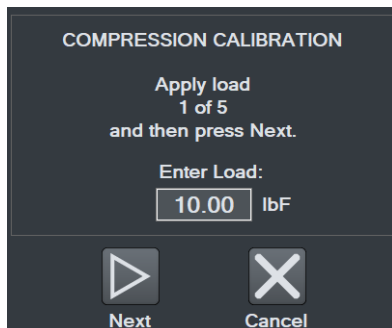 COMPRESSION CALIBRATION
Apply load
1 of 5
and then press Next.
Enter Load:
10.00 lbF
Next Cancel